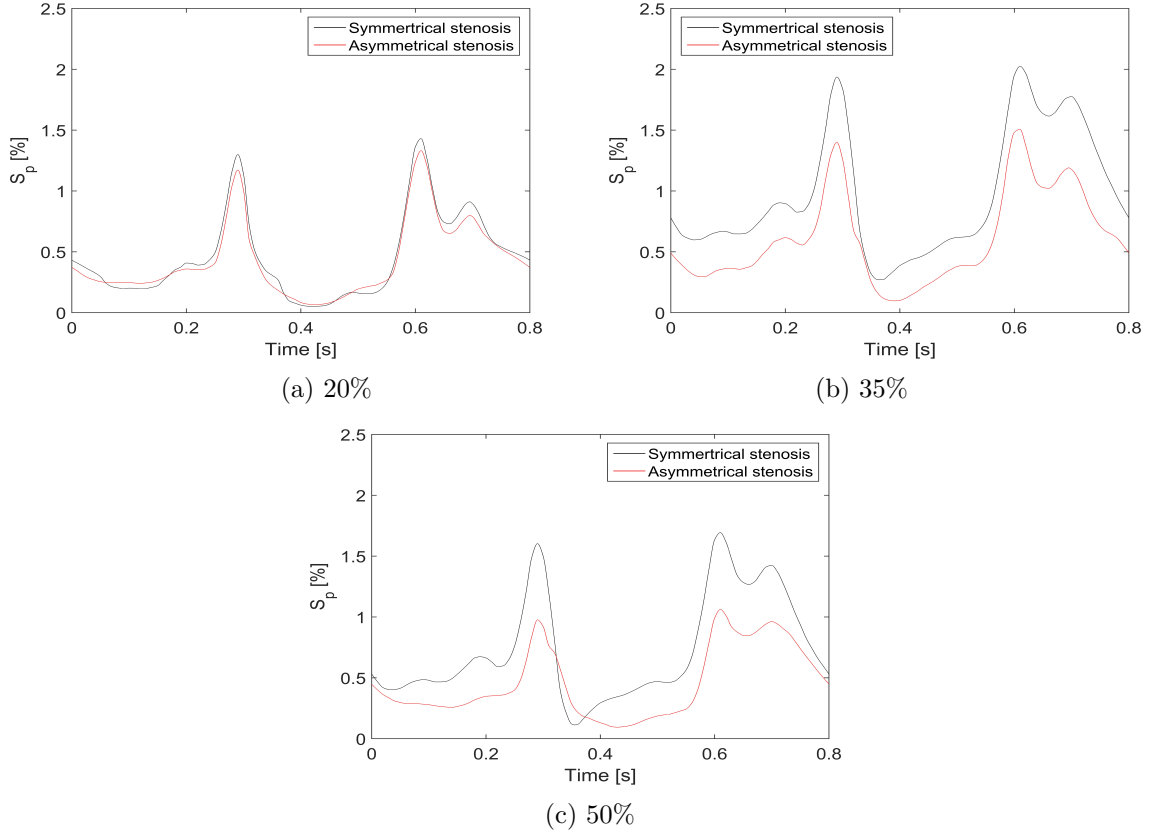 2.5
2
1.5
1
0.5
0
S_p [%]
Symmertrical stenosis
Asymmetrical stenosis
0 0.2 0.4 0.6 0.8
Time [s]
(a) 20%
2.5
2
1.5
1
0.5
0
S_p [%]
Symmertrical stenosis
Asymmetrical stenosis
0 0.2 0.4 0.6 0.8
Time [s]
(b) 35%
2.5
2
1.5
1
0.5
0
S_p [%]
Symmertrical stenosis
Asymmetrical stenosis
0 0.2 0.4 0.6 0.8
Time [s]
(c) 50%